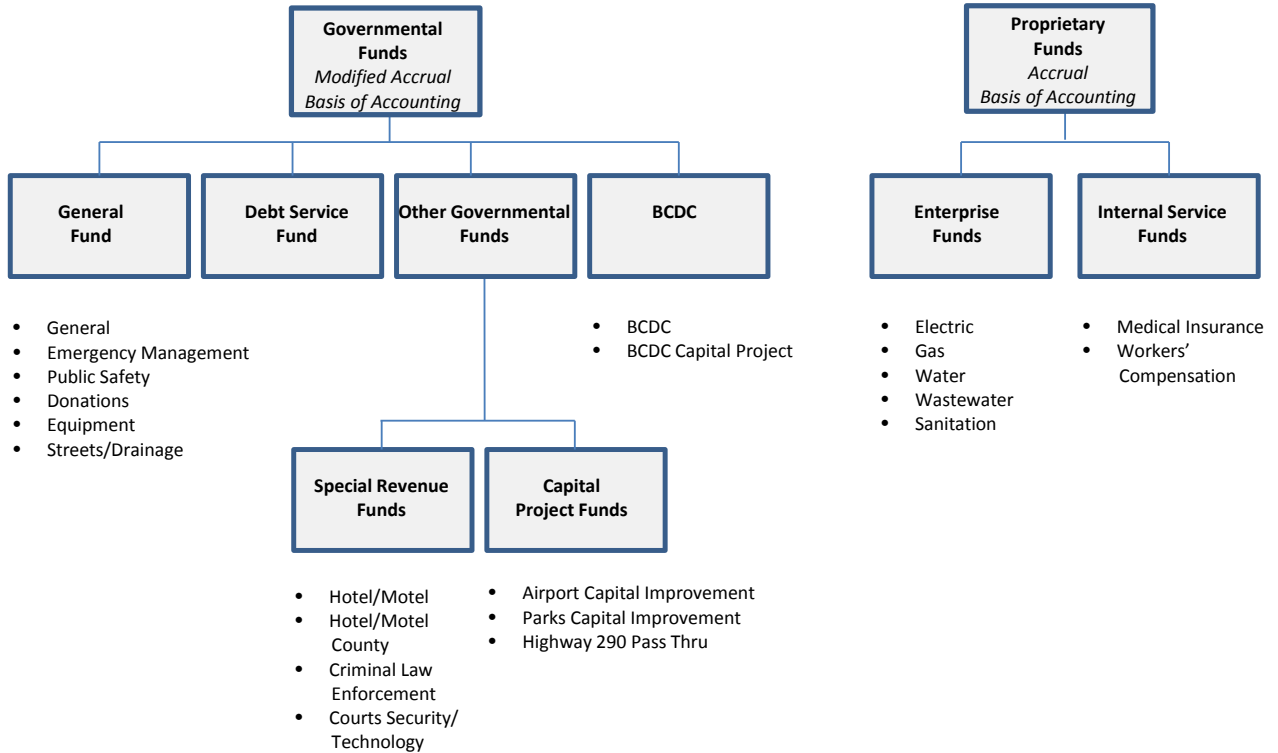 Governmental
Funds
Modified Accrual
Basis of Accounting
Proprietary
Funds
Accrual
Basis of Accounting
General
Fund
Debt Service
Fund
Other Governmental
Funds
BCDC
Enterprise
Funds
Internal Service
Funds
• General
• Emergency Management
• Public Safety
• Donations
• Equipment
• Streets/Drainage
• BCDC
• BCDC Capital Project
• Electric
• Gas
• Water
• Wastewater
• Sanitation
• Medical Insurance
• Workers'
Compensation
Special Revenue
Funds
Capital
Project Funds
• Hotel/Motel
• Hotel/Motel
County
• Criminal Law
Enforcement
• Courts Security/
Technology
• Airport Capital Improvement
• Parks Capital Improvement
• Highway 290 Pass Thru